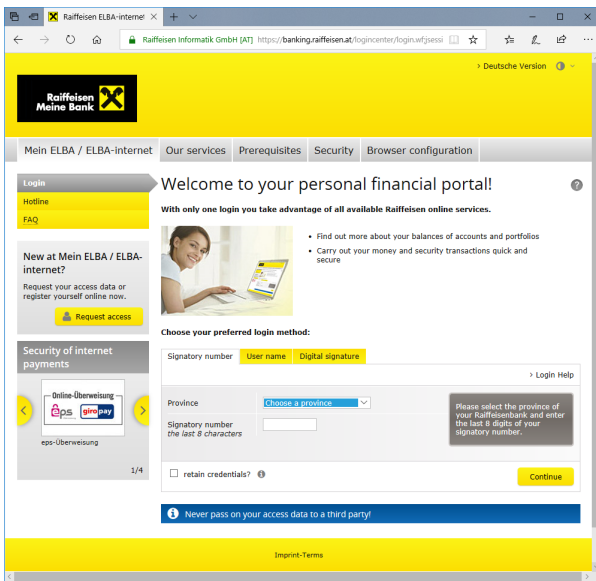 Raiffeisen ELBA-internet
Raiffeisen Informatik GmbH [AT] https://banking.raiffeisen.at/logincenter/login.wf;jsessi
> Deutsche Version
Raiffeisen
Meine Bank
Mein ELBA / ELBA-internet Our services Prerequisites Security Browser configuration
Login
Hotline
FAQ
Welcome to your personal financial portal!
With only one login you take advantage of all available Raiffeisen online services.
• Find out more about your balances of accounts and portfolios
• Carry out your money and security transactions quick and
secure
New at Mein ELBA / ELBA-
internet?
Request your access data or
register yourself online now.
Request access
Choose your preferred login method:
Signatory number User name Digital signature
> Login Help
Province Choose a province
Signatory number
the last 8 characters
Please select the province of
your Raiffeisenbank and enter
the last 8 digits of your
signatory number.
retain credentials?
Continue
Security of internet
payments
Online-Überweisung
eps giropay
eps-Überweisung
1/4
Never pass on your access data to a third party!
Imprint-Terms